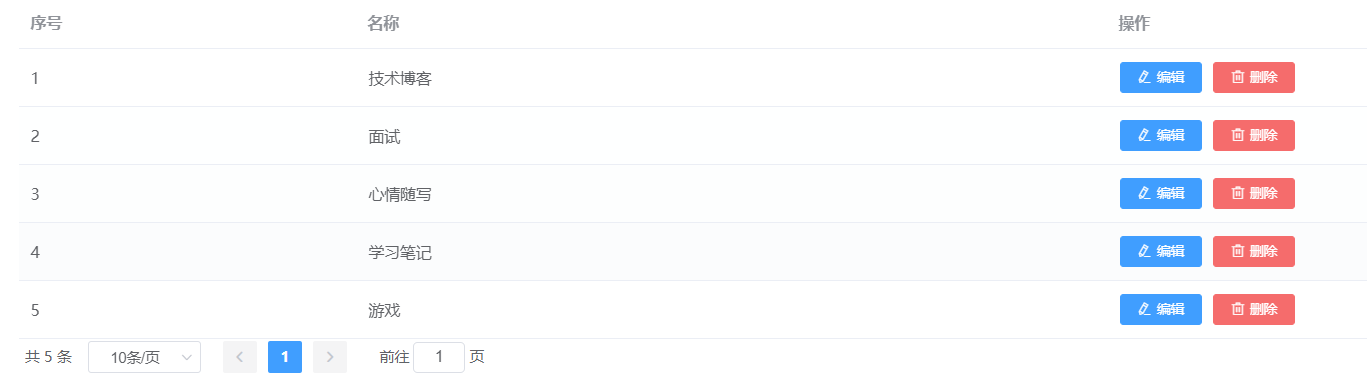 序号 名称 操作
1 技术博客 编辑 删除
2 面试 编辑 删除
3 心情随写 编辑 删除
4 学习笔记 编辑 删除
5 游戏 编辑 删除
共 5 条 10条/页 1 前往 1 页